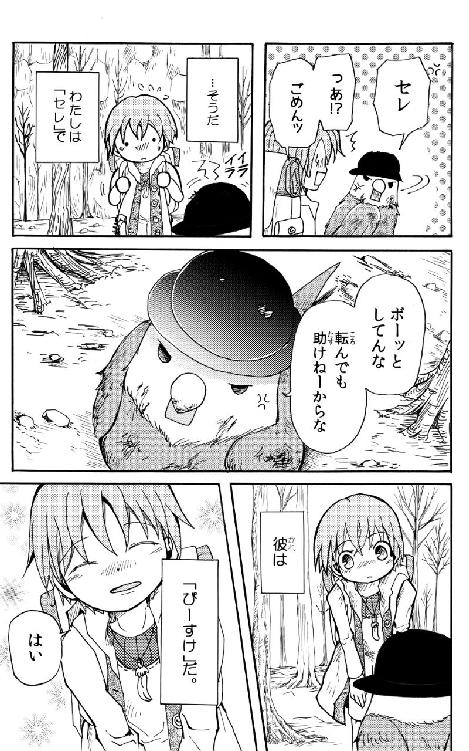 セレ
つあ!?
ごめんッ
…そうだ
わたしは
「セレ」で
イライラ
ボーッと
してんな
転んでも
助けねーからな
彼は
「ぴーすけ」だ。
はい